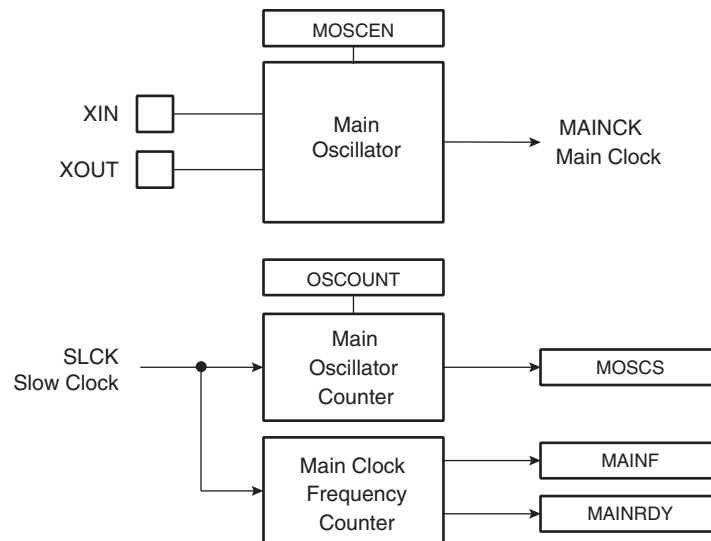 MOSCEN
XIN
XOUT
Main
Oscillator
MAINCK
Main Clock
OSCOUNT
SLCK
Slow Clock
Main
Oscillator
Counter
MOSCS
Main Clock
Frequency
Counter
MAINF
MAINRDY